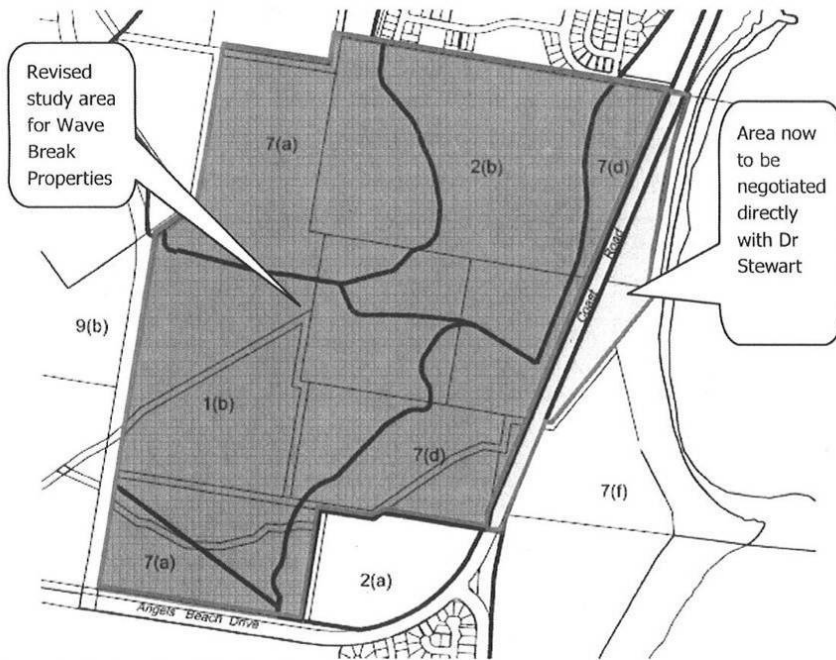 Revised
study area
for Wave
Break
Properties
7(a)
2(b)
7(d)
Area now
to be
negotiated
directly
with Dr
Stewart
Coast Road
9(b)
1(b)
7(d)
7(f)
7(a)
2(a)
Angels Beach Drive